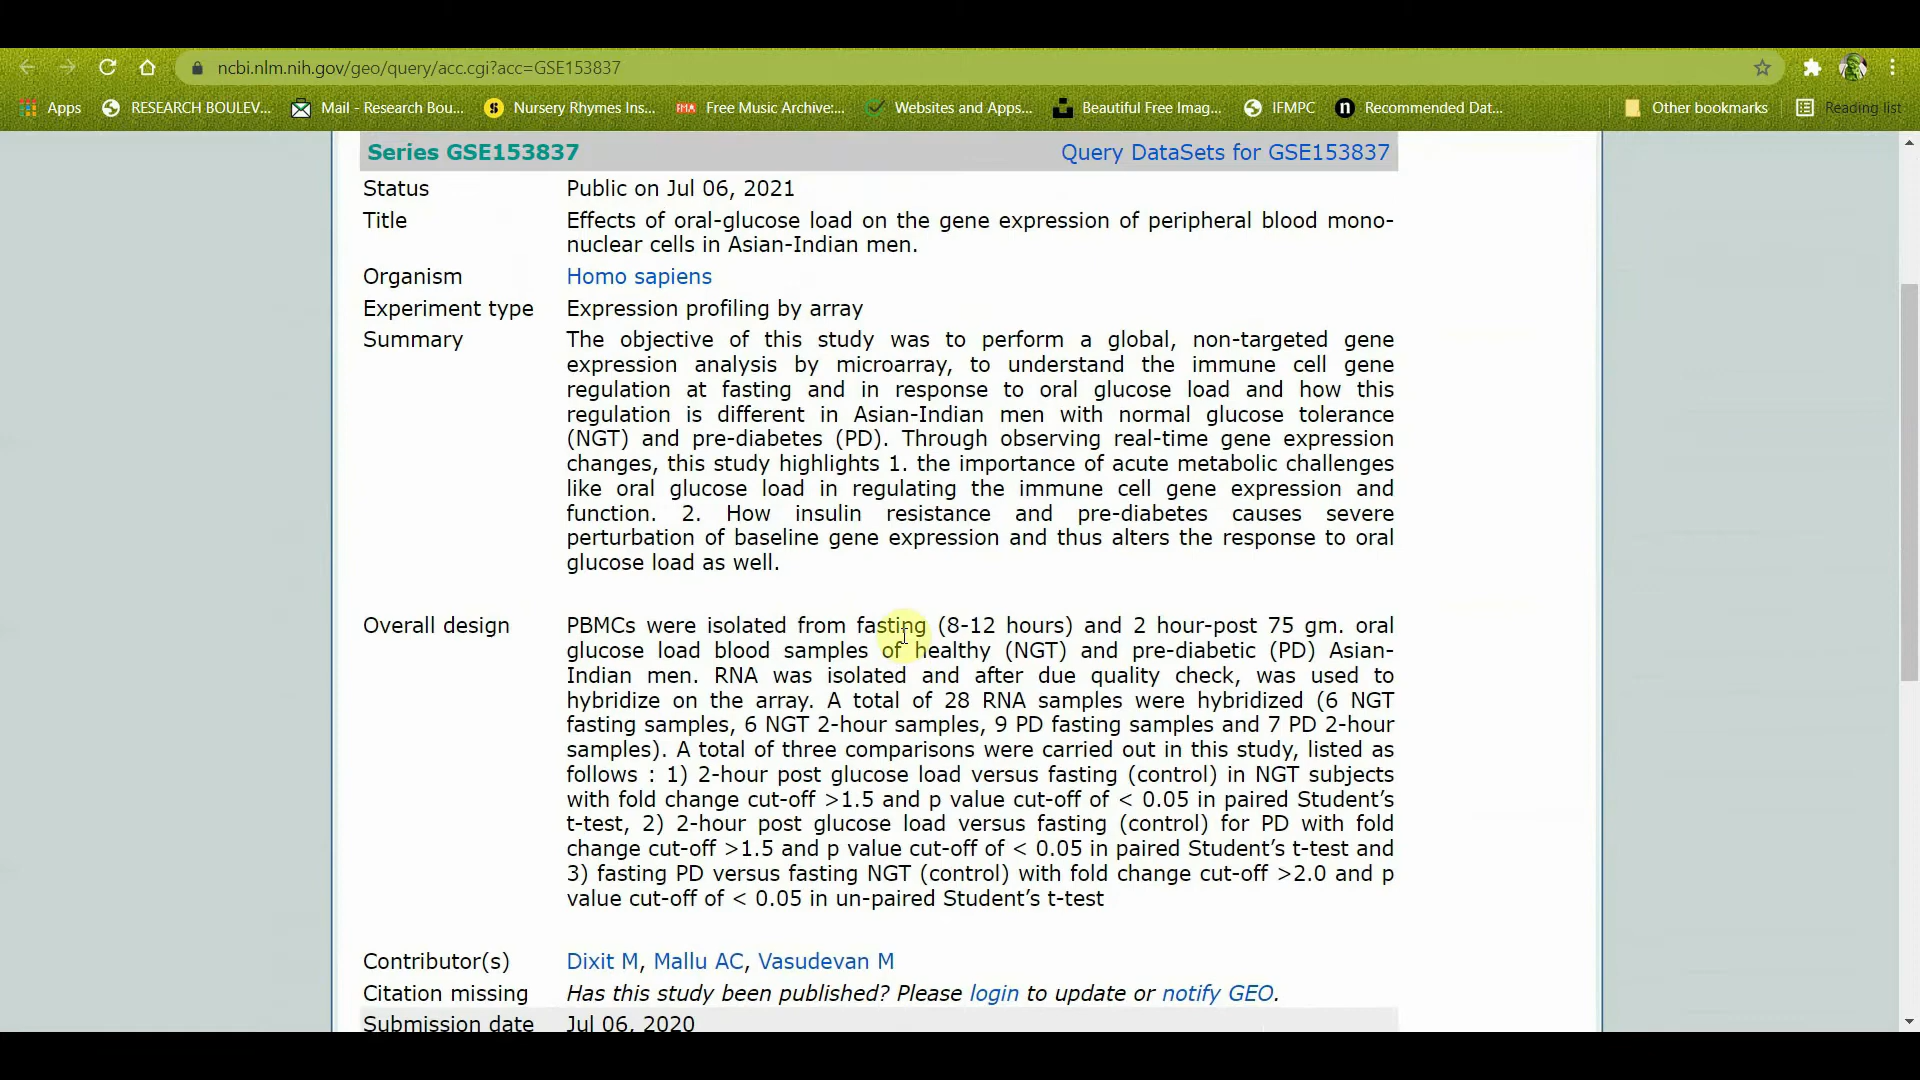 ncbi.nlm.nih.gov/geo/query/acc.cgi?acc=GSE153837
Apps RESEARCH BOULEV... Mail - Research Bou... Nursery Rhymes Ins... FMA Free Music Archive:... Websites and Apps... Beautiful Free Imag... IFMPC n Recommended Dat... Other bookmarks Reading list
Series GSE153837 Query DataSets for GSE153837
Status Public on Jul 06, 2021
Title Effects of oral-glucose load on the gene expression of peripheral blood mono-
nuclear cells in Asian-Indian men.
Organism Homo sapiens
Experiment type Expression profiling by array
Summary The objective of this study was to perform a global, non-targeted gene
expression analysis by microarray, to understand the immune cell gene
regulation at fasting and in response to oral glucose load and how this
regulation is different in Asian-Indian men with normal glucose tolerance
(NGT) and pre-diabetes (PD). Through observing real-time gene expression
changes, this study highlights 1. the importance of acute metabolic challenges
like oral glucose load in regulating the immune cell gene expression and
function. 2. How insulin resistance and pre-diabetes causes severe
perturbation of baseline gene expression and thus alters the response to oral
glucose load as well.
Overall design PBMCs were isolated from fasting (8-12 hours) and 2 hour-post 75 gm. oral
glucose load blood samples of healthy (NGT) and pre-diabetic (PD) Asian-
Indian men. RNA was isolated and after due quality check, was used to
hybridize on the array. A total of 28 RNA samples were hybridized (6 NGT
fasting samples, 6 NGT 2-hour samples, 9 PD fasting samples and 7 PD 2-hour
samples). A total of three comparisons were carried out in this study, listed as
follows : 1) 2-hour post glucose load versus fasting (control) in NGT subjects
with fold change cut-off >1.5 and p value cut-off of < 0.05 in paired Student’s
t-test, 2) 2-hour post glucose load versus fasting (control) for PD with fold
change cut-off >1.5 and p value cut-off of < 0.05 in paired Student’s t-test and
3) fasting PD versus fasting NGT (control) with fold change cut-off >2.0 and p
value cut-off of < 0.05 in un-paired Student’s t-test
Contributor(s) Dixit M, Mallu AC, Vasudevan M
Citation missing Has this study been published? Please login to update or notify GEO.
Submission date Jul 06, 2020